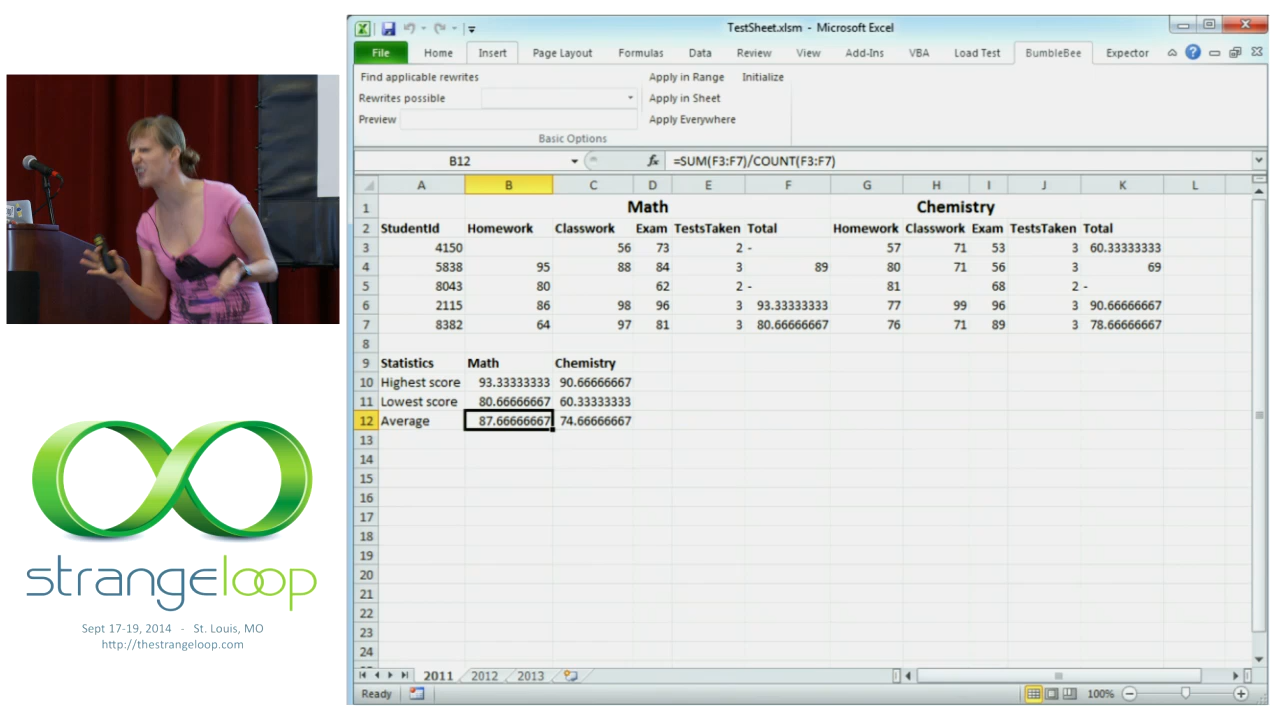 TestSheet.xlsm - Microsoft Excel
File Home Insert Page Layout Formulas Data Review View Add-Ins VBA Load Test BumbleBee Expector
Find applicable rewrites Apply in Range Initialize
Rewrites possible Apply in Sheet
Preview Apply Everywhere
Basic Options
B12 fx =SUM(F3:F7)/COUNT(F3:F7)
A B C D E F G H I J K L
1 Math Chemistry
2 StudentId Homework Classwork Exam TestsTaken Total Homework Classwork Exam TestsTaken Total
3 4150 56 73 2 - 57 71 53 3 60.33333333
4 5838 95 88 84 3 89 80 71 56 3 69
5 8043 80 62 2 - 81 68 2 -
6 2115 86 98 96 3 93.33333333 77 99 96 3 90.66666667
7 8382 64 97 81 3 80.66666667 76 71 89 3 78.66666667
8
9 Statistics Math Chemistry
10 Highest score 93.33333333 90.66666667
11 Lowest score 80.66666667 60.33333333
12 Average 87.66666667 74.66666667
13
14
15
16
17
18
19
20
21
22
23
24
2011 2012 2013
Ready 100%
strangeloop
Sept 17-19, 2014 - St. Louis, MO
http://thestrangeloop.com